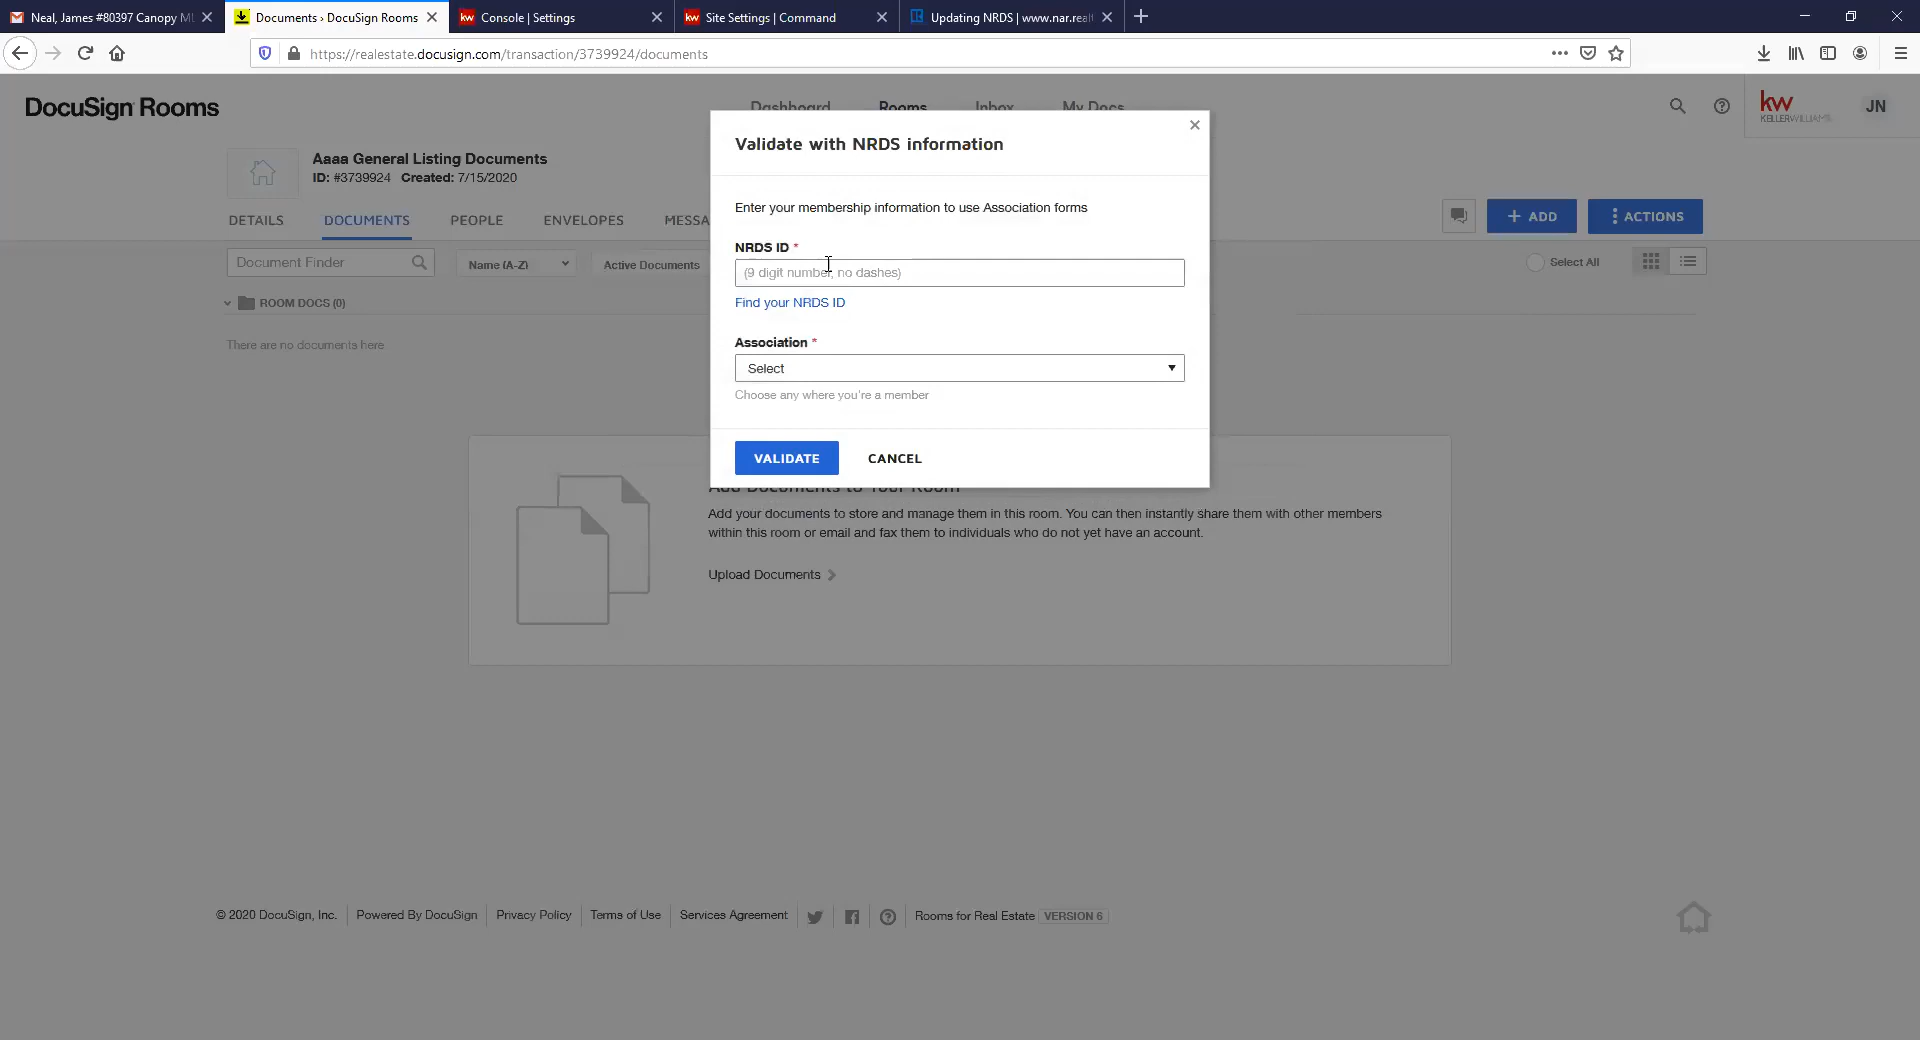 Neal, James #80397 Canopy ML
Documents › DocuSign Rooms
Console | Settings
Site Settings | Command
Updating NRDS | www.nar.realt
https://realestate.docusign.com/transaction/3739924/documents
DocuSign Rooms
Dashboard Rooms Inbox My Docs
kw
KELLERWILLIAMS
JN
Aaaa General Listing Documents
ID: #3739924 Created: 7/15/2020
DETAILS DOCUMENTS PEOPLE ENVELOPES MESSA
+ ADD
ACTIONS
Document Finder
Name (A-Z)
Active Documents
Select All
ROOM DOCS (0)
There are no documents here
Validate with NRDS information
Enter your membership information to use Association forms
NRDS ID *
(9 digit number, no dashes)
Find your NRDS ID
Association *
Select
Choose any where you're a member
VALIDATE CANCEL
Add Documents to Your Room
Add your documents to store and manage them in this room. You can then instantly share them with other members
within this room or email and fax them to individuals who do not yet have an account.
Upload Documents
© 2020 DocuSign, Inc. Powered By DocuSign Privacy Policy Terms of Use Services Agreement Rooms for Real Estate VERSION 6